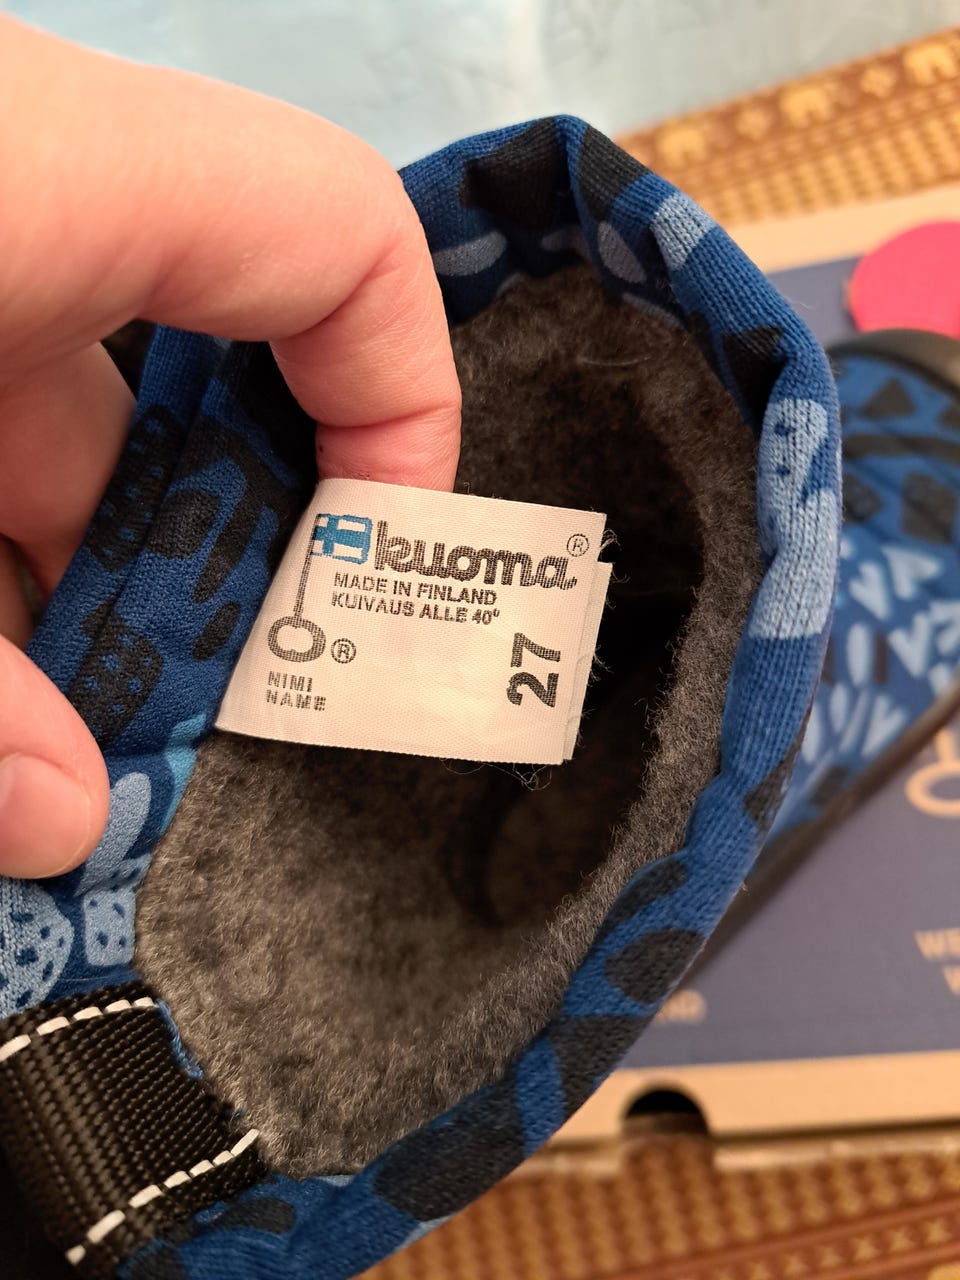 kuoma®
MADE IN FINLAND
KUIVAUS ALLE 40°
®
NIMI
NAME
27